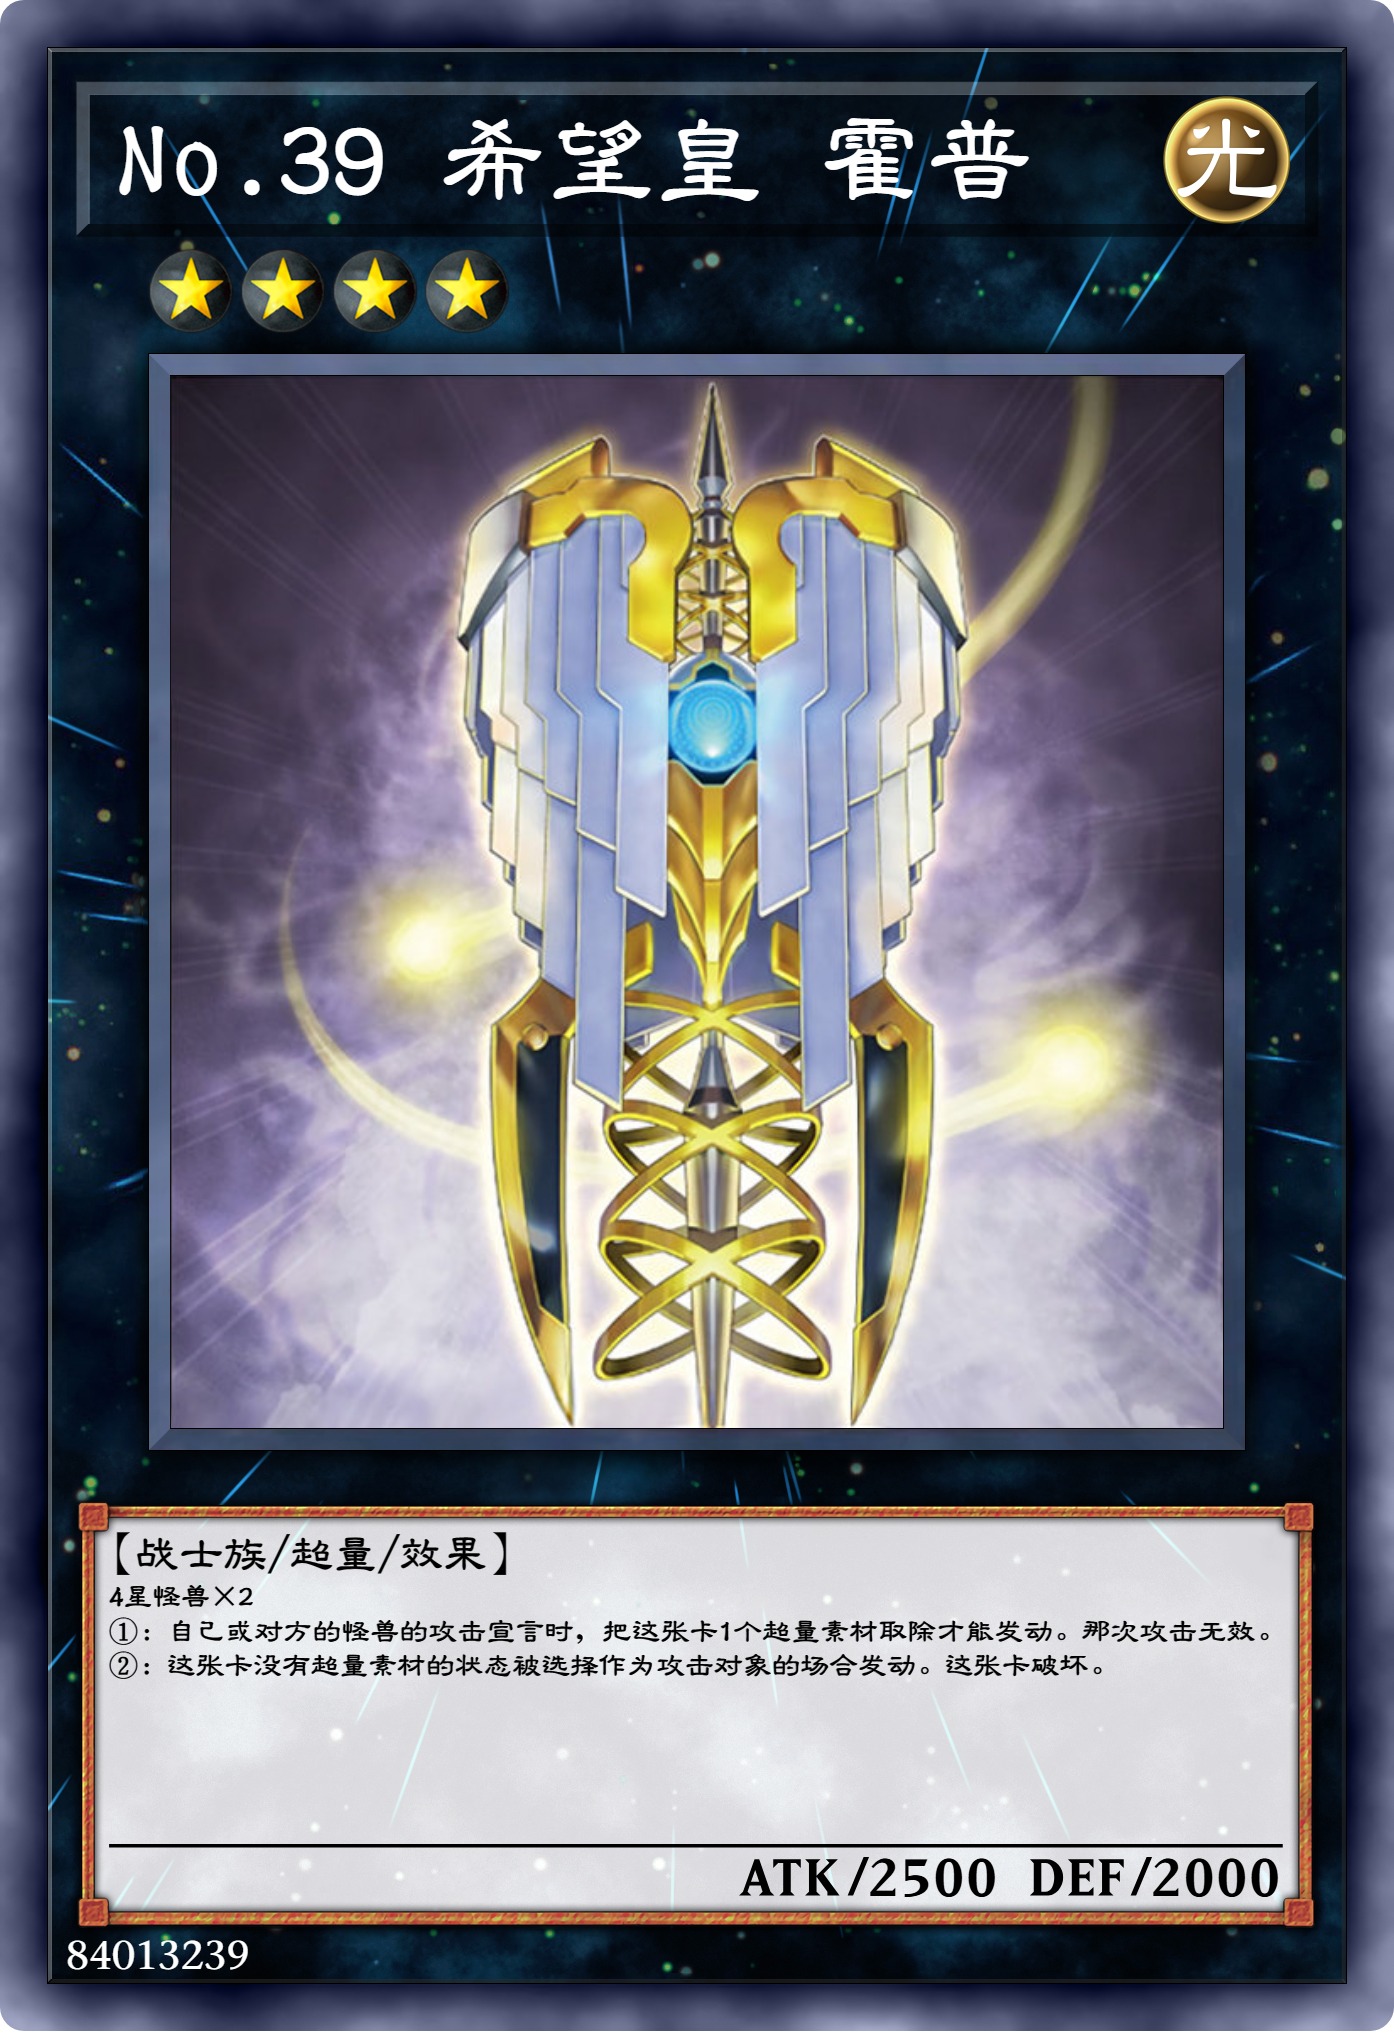 No.39 希望皇 霍普 光
【战士族/超量/效果】
4星怪兽×2
①：自己或对方的怪兽的攻击宣言时，把这张卡1个超量素材取除才能发动。那次攻击无效。
②：这张卡没有超量素材的状态被选择作为攻击对象的场合发动。这张卡破坏。
ATK/2500 DEF/2000
84013239